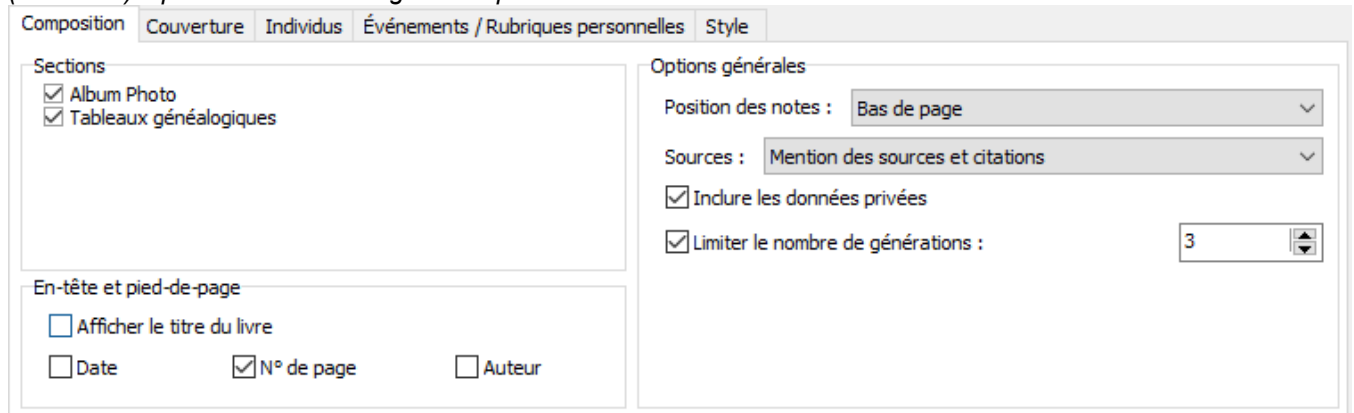 Composition Couverture Individus Événements / Rubriques personnelles Style
Sections
Album Photo
Tableaux généalogiques
En-tête et pied-de-page
Afficher le titre du livre
Date N° de page Auteur
Options générales
Position des notes : Bas de page
Sources : Mention des sources et citations
Inclure les données privées
Limiter le nombre de générations : 3